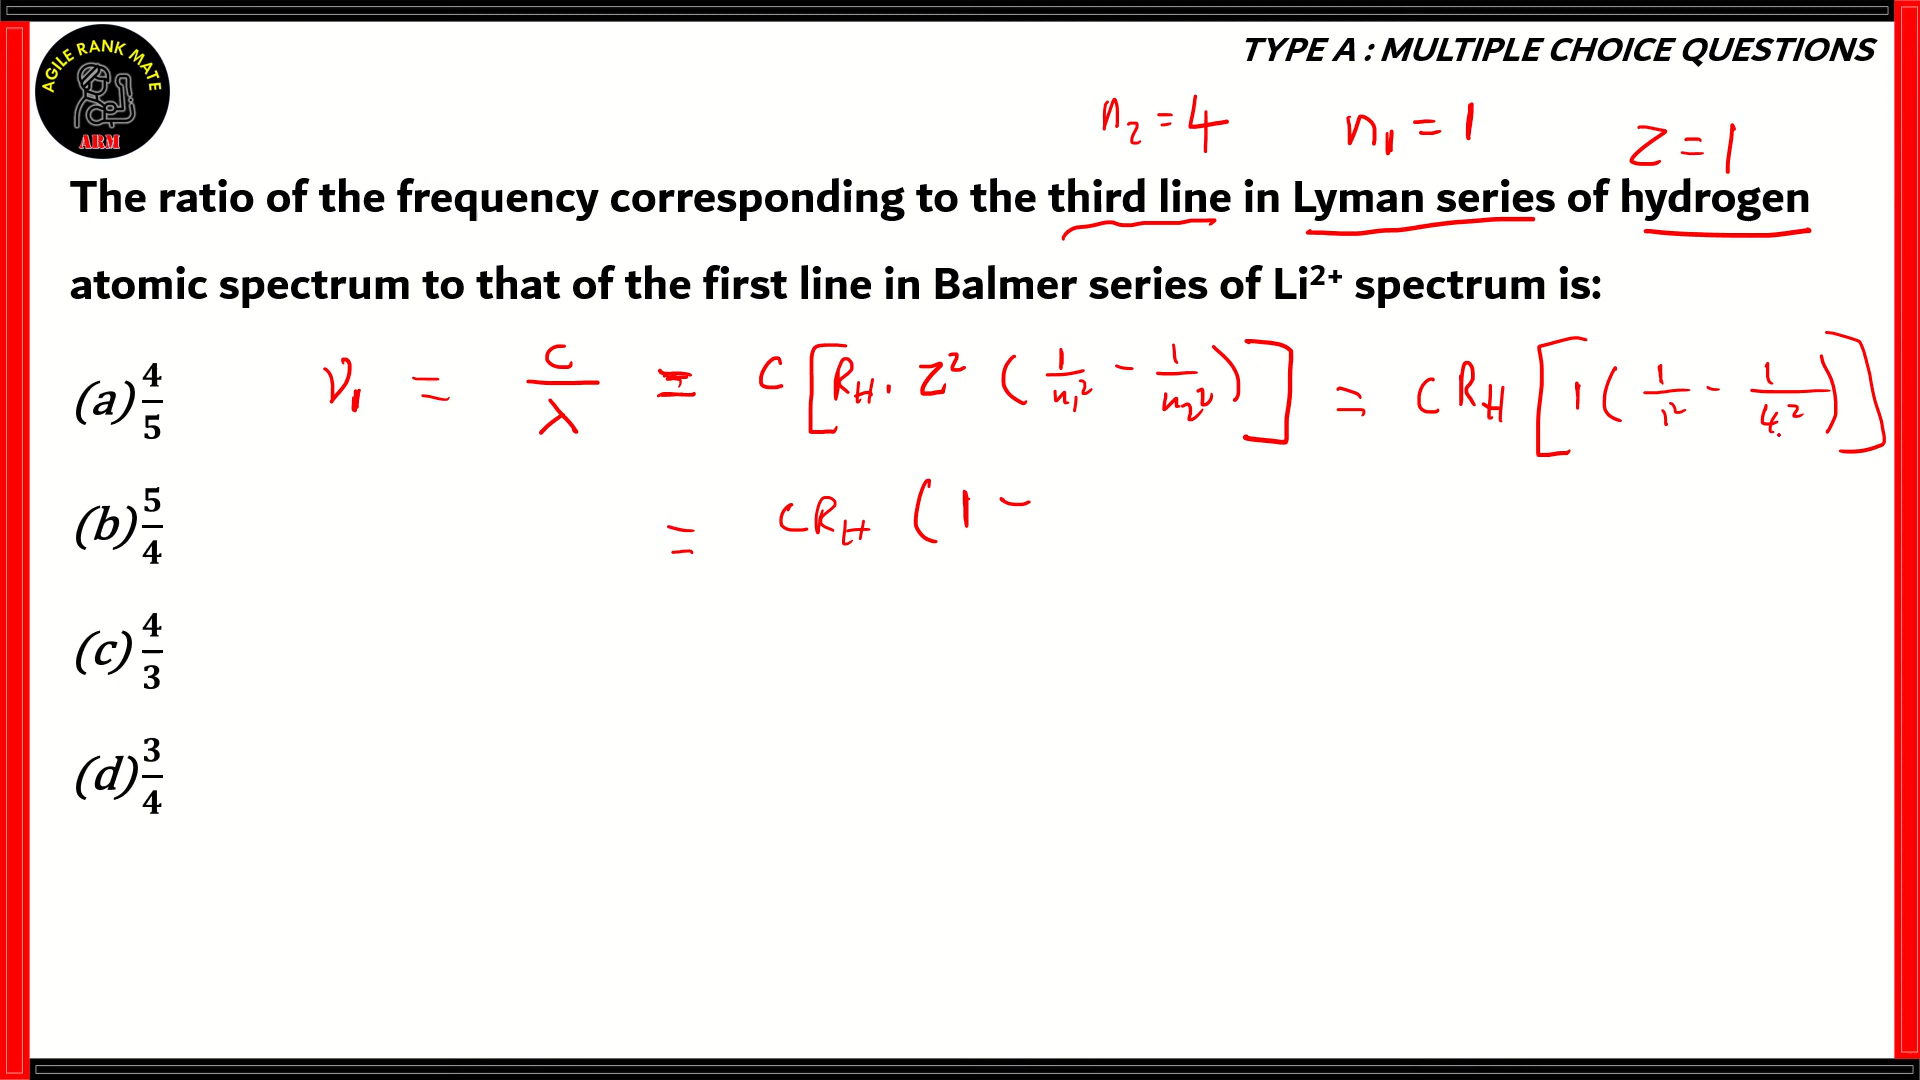 AGILE RANK MATE
ARM
TYPE A : MULTIPLE CHOICE QUESTIONS
n₂ = 4 n₁ = 1 Z = 1
The ratio of the frequency corresponding to the third line in Lyman series of hydrogen
atomic spectrum to that of the first line in Balmer series of Li²⁺ spectrum is:
ν₁ = c/λ = C [R_H . Z² (1/n₁² - 1/n₂²)] = C R_H [1 (1/1² - 1/4²)]
= C R_H (1 -
(a) 4/5
(b) 5/4
(c) 4/3
(d) 3/4